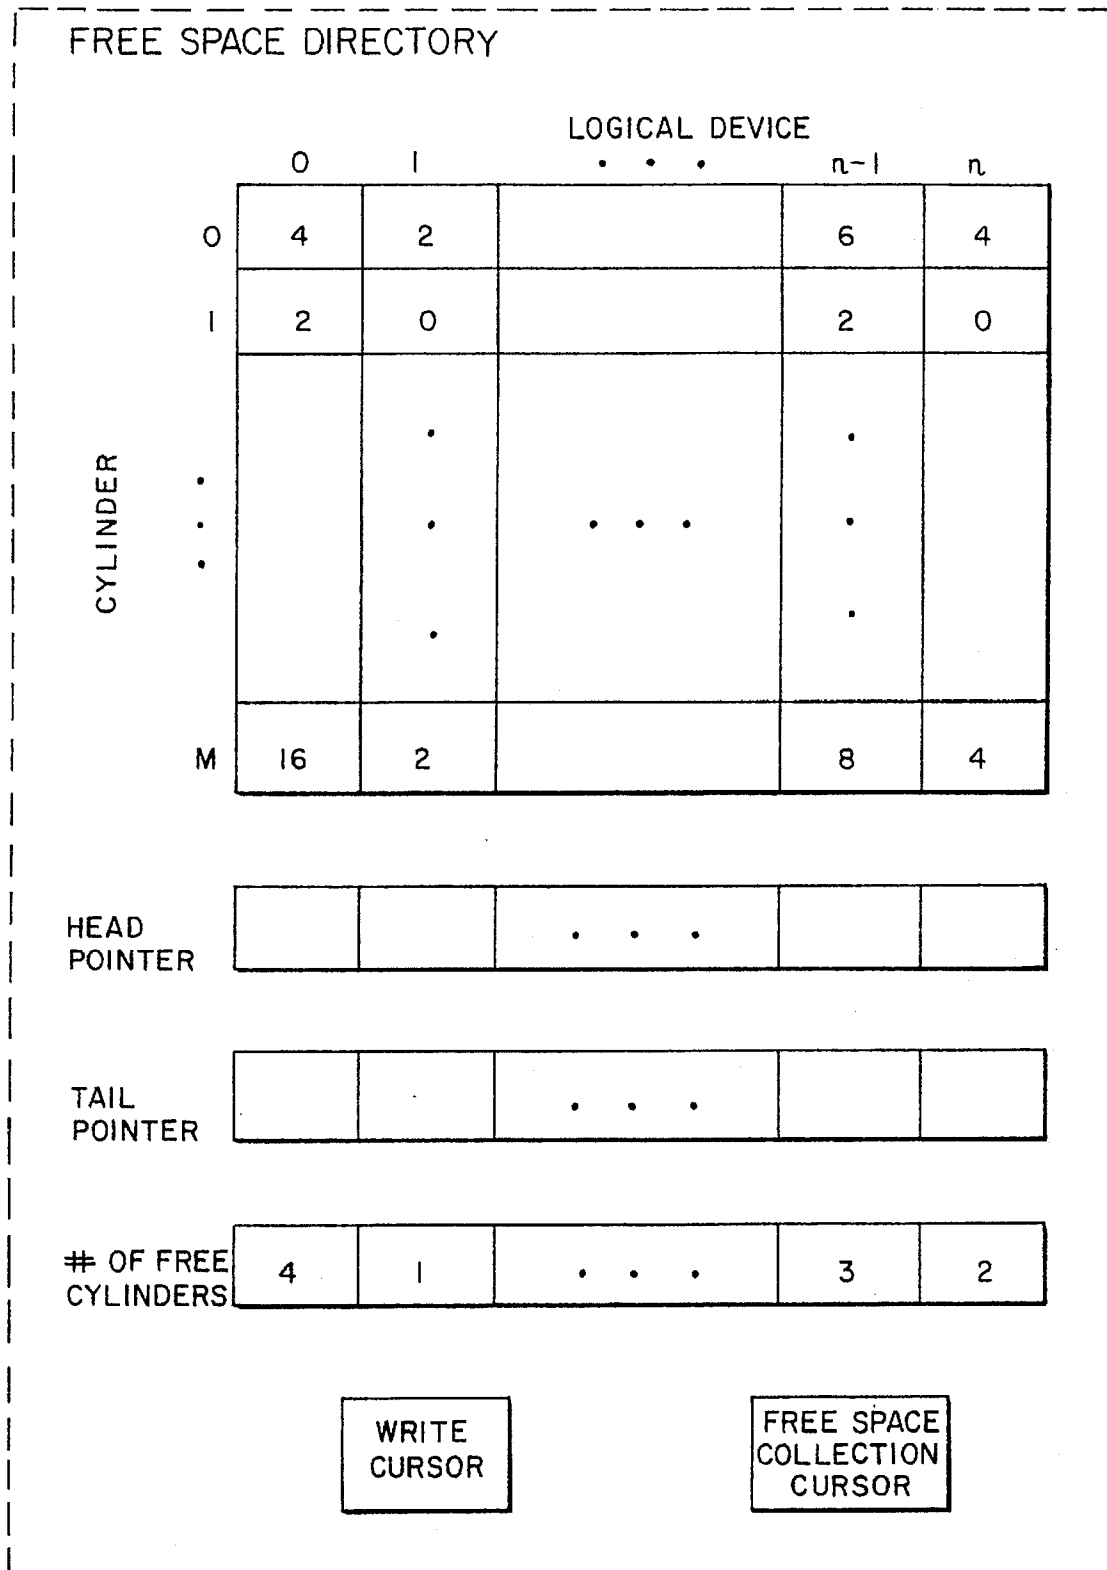 FREE SPACE DIRECTORY
LOGICAL DEVICE
0 1 • • • n-1 n
0 4 2 6 4
1 2 0 2 0
CYLINDER
M 16 2 8 4
HEAD
POINTER
TAIL
POINTER
# OF FREE
CYLINDERS
4 1 • • • 3 2
WRITE
CURSOR
FREE SPACE
COLLECTION
CURSOR